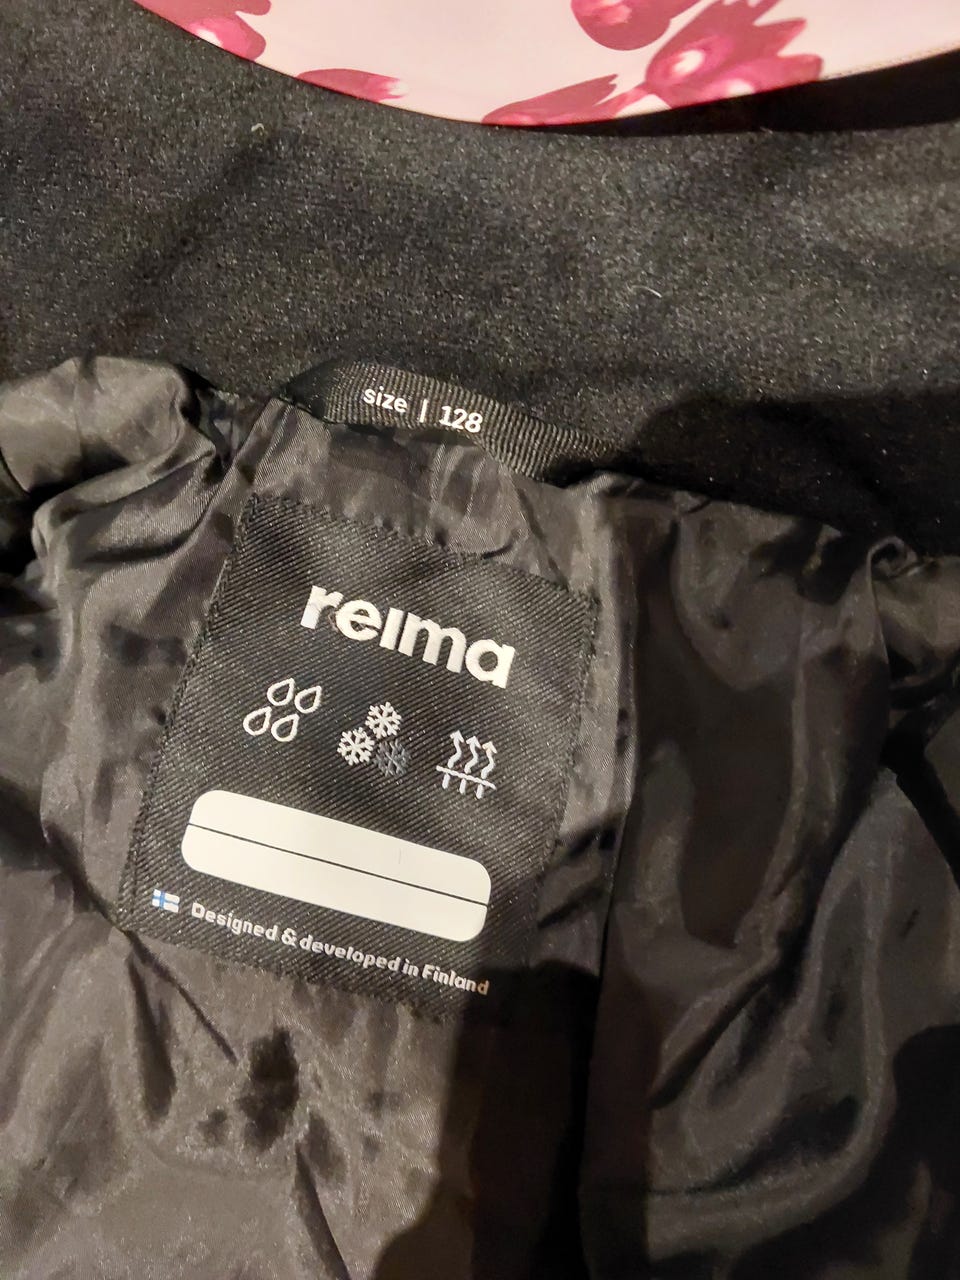 size | 128
reima
Designed & developed in Finland